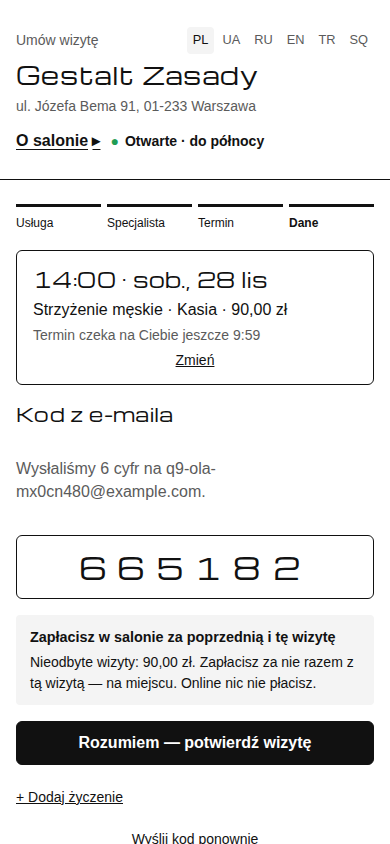 Umów wizytę
PL UA RU EN TR SQ
Gestalt Zasady
ul. Józefa Bema 91, 01-233 Warszawa
O salonie ▸ ● Otwarte · do północy
Usługa Specjalista Termin Dane
14:00 · sob., 28 lis
Strzyżenie męskie · Kasia · 90,00 zł
Termin czeka na Ciebie jeszcze 9:59
Zmień
Kod z e-maila
Wysłaliśmy 6 cyfr na q9-ola-
mx0cn480@example.com.
665182
Zapłacisz w salonie za poprzednią i tę wizytę
Nieodbyte wizyty: 90,00 zł. Zapłacisz za nie razem z
tą wizytą — na miejscu. Online nic nie płacisz.
Rozumiem — potwierdź wizytę
+ Dodaj życzenie
Wyślij kod ponownie